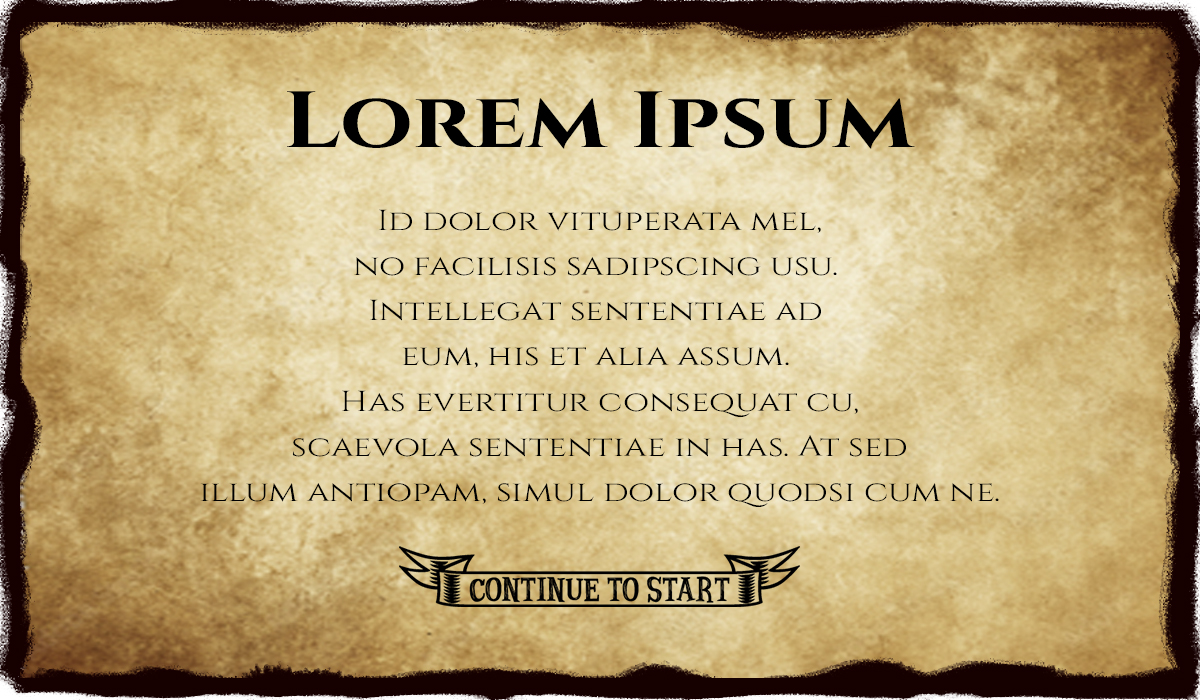 Lorem Ipsum
Id dolor vituperata mel,
no facilisis sadipscing usu.
Intellegat sententiae ad
eum, his et alia assum.
Has evertitur consequat cu,
scaevola sententiae in has. At sed
illum antiopam, simul dolor quodsi cum ne.
CONTINUE TO START